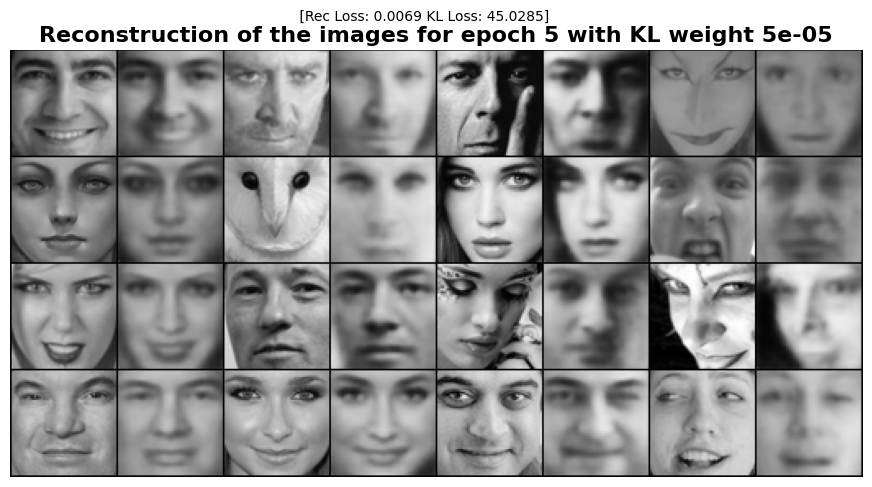 [Rec Loss: 0.0069 KL Loss: 45.0285]
Reconstruction of the images for epoch 5 with KL weight 5e-05